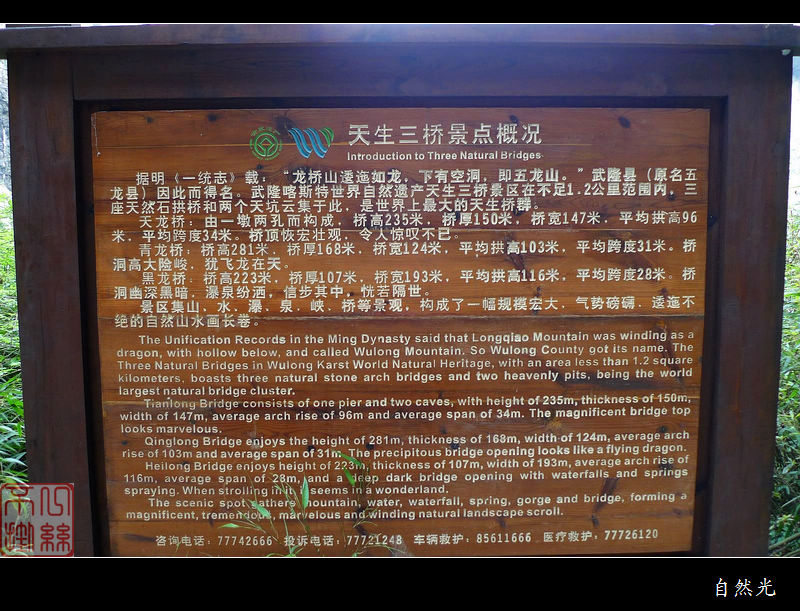 天生三桥景点概况
Introduction to Three Natural Bridges
据明《一统志》载：“龙桥山逶迤如龙，下有空洞，即五龙山。”武隆县（原名五
龙县）因此而得名。武隆喀斯特世界自然遗产天生三桥景区在不足1.2公里范围内，三
座天然石拱桥和两个天坑云集于此，是世界上最大的天生桥群。
天龙桥：由一墩两孔而构成，桥高235米，桥厚150米，桥宽147米，平均拱高96
米，平均跨度34米。桥顶恢宏壮观，令人惊叹不已。
青龙桥：桥高281米，桥厚168米，桥宽124米，平均拱高103米，平均跨度31米。桥
洞高大险峻，犹飞龙在天。
黑龙桥：桥高223米，桥厚107米，桥宽193米，平均拱高116米，平均跨度28米。桥
洞幽深黑暗，瀑泉纷洒，信步其中，恍若隔世。
景区集山、水、瀑、泉、峡、桥等景观，构成了一幅规模宏大、气势磅礴、逶迤不
绝的自然山水画长卷。
The Unification Records in the Ming Dynasty said that Longqiao Mountain was winding as a
dragon, with hollow below, and called Wulong Mountain. So Wulong County got its name. The
Three Natural Bridges in Wulong Karst World Natural Heritage, with an area less than 1.2 square
kilometers, boasts three natural stone arch bridges and two heavenly pits, being the world
largest natural bridge cluster.
Tianlong Bridge consists of one pier and two caves, with height of 235m, thickness of 150m,
width of 147m, average arch rise of 96m and average span of 34m. The magnificent bridge top
looks marvelous.
Qinglong Bridge enjoys the height of 281m, thickness of 168m, width of 124m, average arch
rise of 103m and average span of 31m. The precipitous bridge opening looks like a flying dragon.
Heilong Bridge enjoys height of 223m, thickness of 107m, width of 193m, average arch rise of
116m, average span of 28m, and a deep dark bridge opening with waterfalls and springs
spraying. When strolling in it, it seems in a wonderland.
The scenic spot gathers mountain, water, waterfall, spring, gorge and bridge, forming a
magnificent, tremendous, marvelous and winding natural landscape scroll.
咨询电话：77742666 投诉电话：77721248 车辆救护：85611666 医疗救护：77726120
自然光